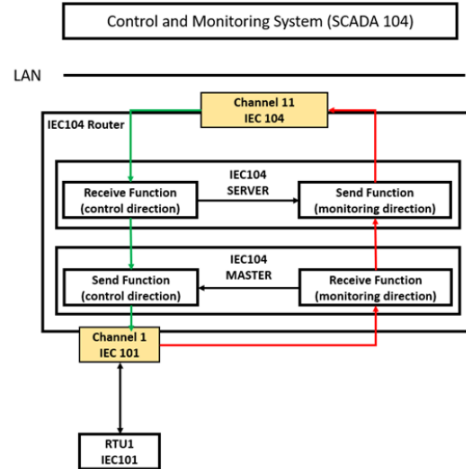 Control and Monitoring System (SCADA 104)
LAN
Channel 11
IEC 104
IEC104 Router
IEC104
SERVER
Receive Function
(control direction)
Send Function
(monitoring direction)
IEC104
MASTER
Send Function
(control direction)
Receive Function
(monitoring direction)
Channel 1
IEC 101
RTU1
IEC101